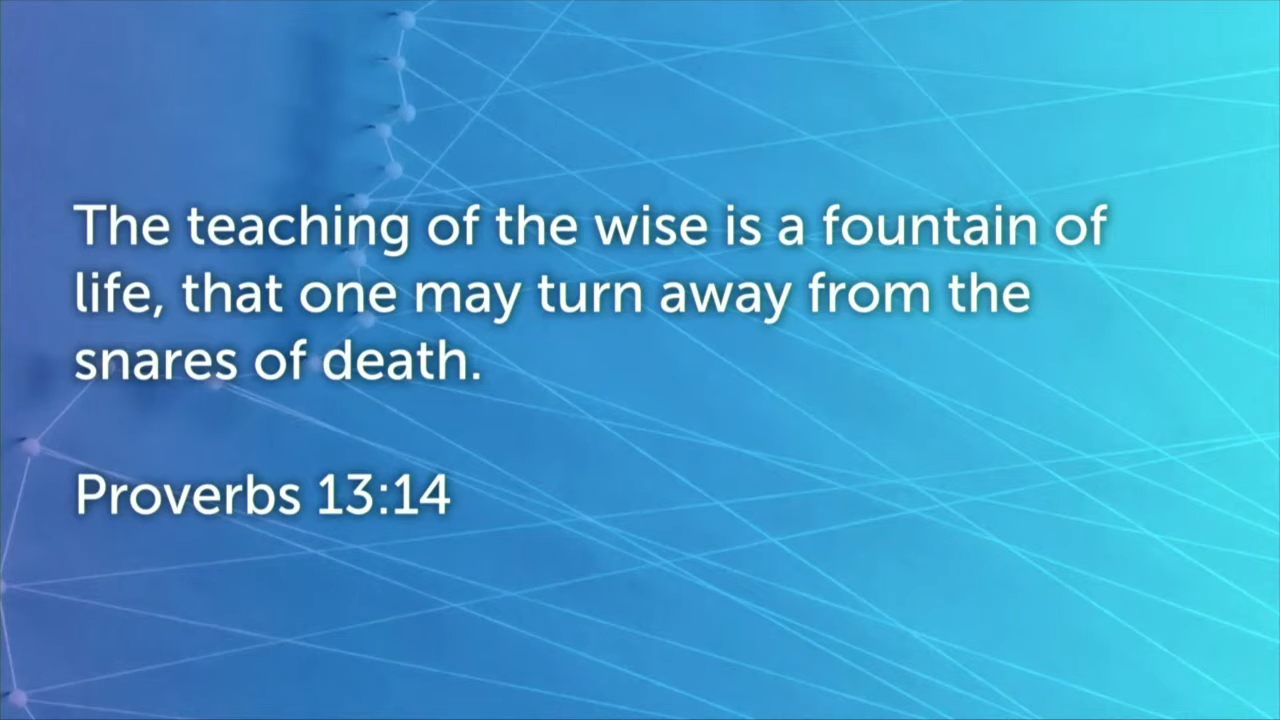 The teaching of the wise is a fountain of
life, that one may turn away from the
snares of death.
Proverbs 13:14